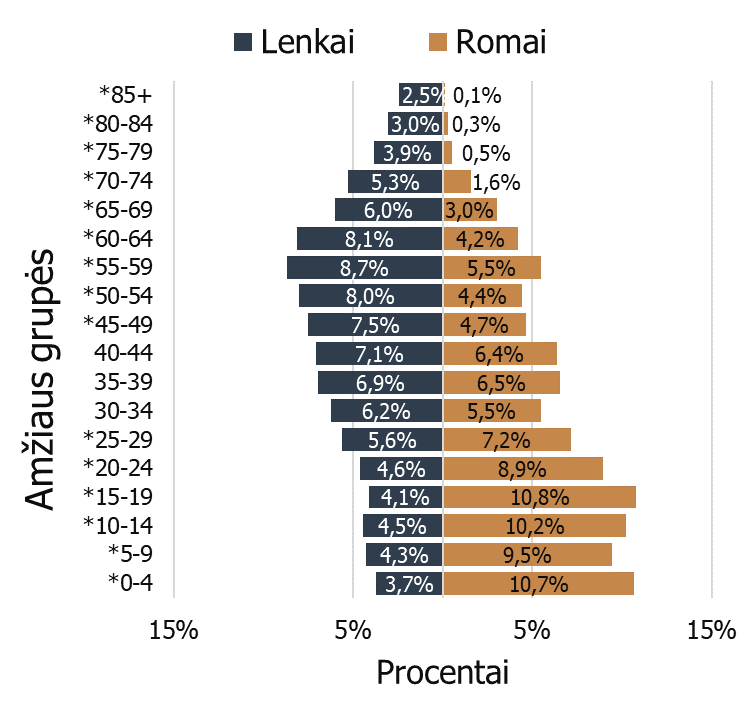 Lenkai Romai
*85+ 2,5% 0,1%
*80-84 3,0% 0,3%
*75-79 3,9% 0,5%
*70-74 5,3% 1,6%
*65-69 6,0% 3,0%
*60-64 8,1% 4,2%
*55-59 8,7% 5,5%
*50-54 8,0% 4,4%
*45-49 7,5% 4,7%
40-44 7,1% 6,4%
35-39 6,9% 6,5%
30-34 6,2% 5,5%
*25-29 5,6% 7,2%
*20-24 4,6% 8,9%
*15-19 4,1% 10,8%
*10-14 4,5% 10,2%
*5-9 4,3% 9,5%
*0-4 3,7% 10,7%
Amžiaus grupės
15% 5% 5% 15%
Procentai